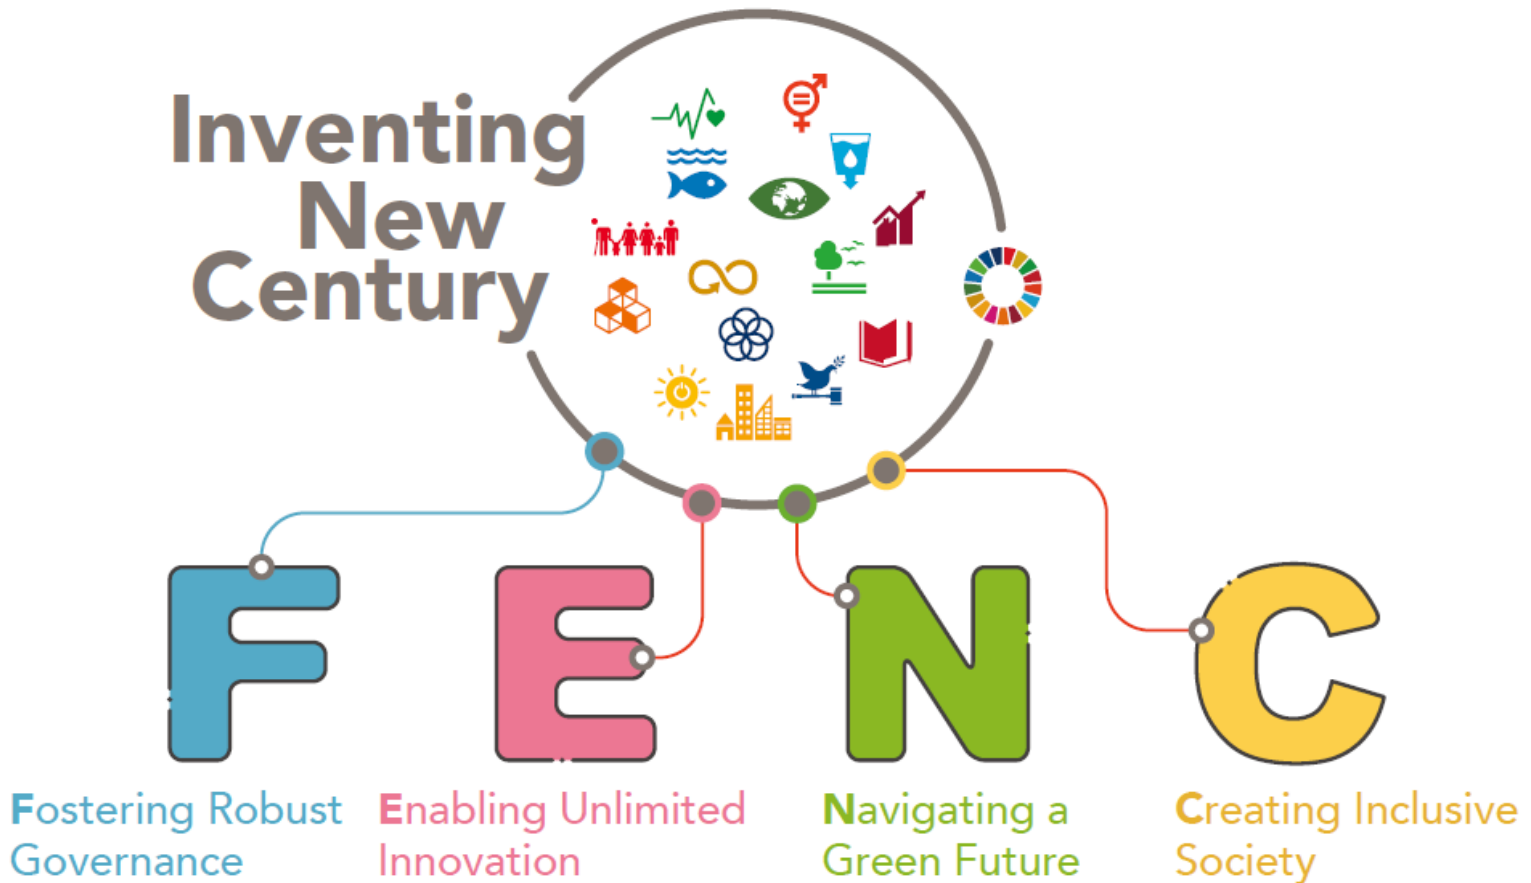 Inventing
New
Century
F
E
N
C
Fostering Robust
Governance
Enabling Unlimited
Innovation
Navigating a
Green Future
Creating Inclusive
Society